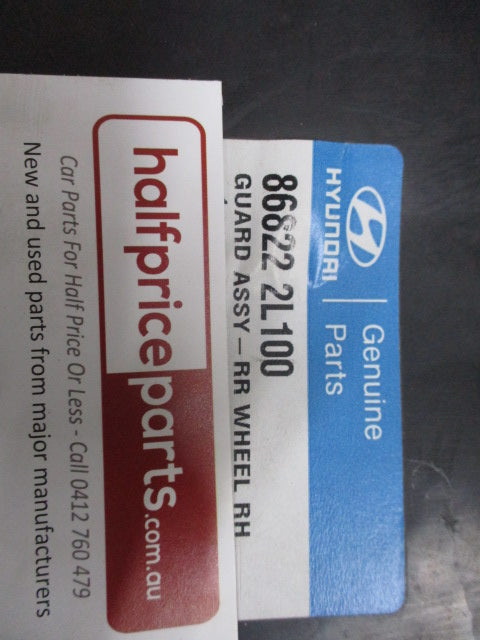 HYUNDAI
Genuine
Parts
86822 2L100
GUARD ASSY-RR WHEEL RH
halfpriceparts.com.au
Car Parts For Half Price Or Less - Call 0412 760 479
New and used parts from major manufacturers